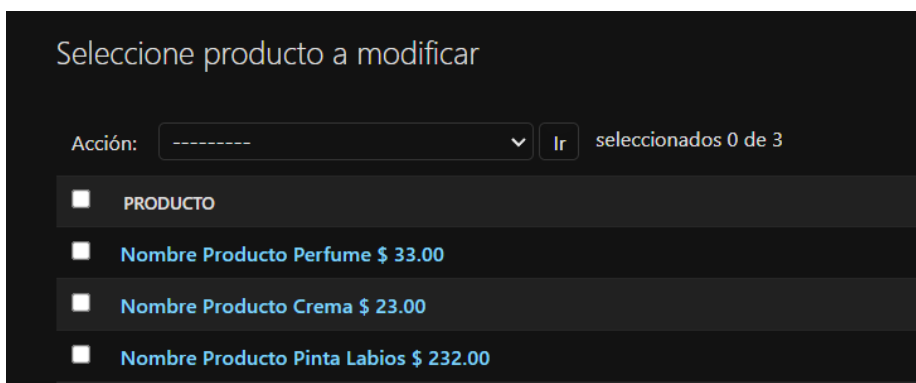 Seleccione producto a modificar
Acción: --------- Ir seleccionados 0 de 3
PRODUCTO
Nombre Producto Perfume $ 33.00
Nombre Producto Crema $ 23.00
Nombre Producto Pinta Labios $ 232.00